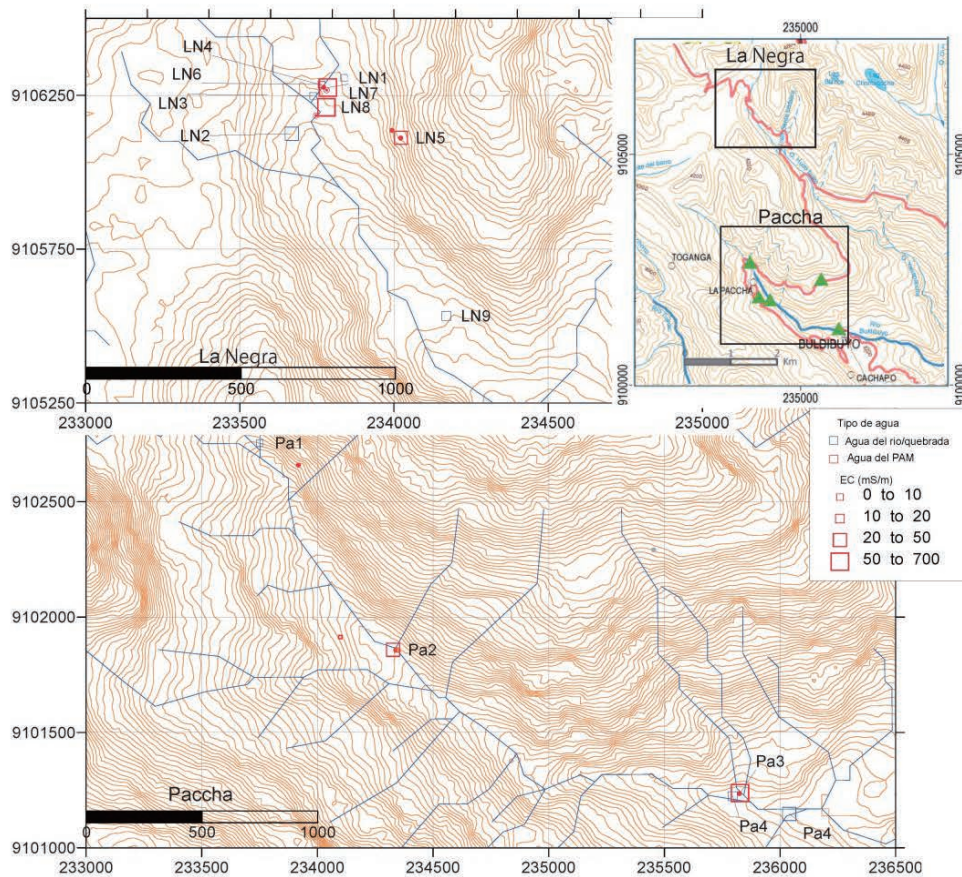 LN4
LN6
LN3
LN2
LN1
LN7
LN8
LN5
LN9
9106250
9105750
9105250
La Negra
0 500 1000
233000 233500 234000 234500
235000
La Negra
9105000
9105000
Paccha
TOGANGA
LA PACCHA
BULDIBUYO
CACHAPO
1 2
Km
9100000
9100000
235000
235000
Tipo de agua
Agua del rio/quebrada
Agua del PAM
EC (mS/m)
0 to 10
10 to 20
20 to 50
50 to 700
Pa1
Pa2
Pa3
Pa4
Pa4
9102500
9102000
9101500
9101000
Paccha
0 500 1000
233000 233500 234000 234500 235000 235500 236000 236500